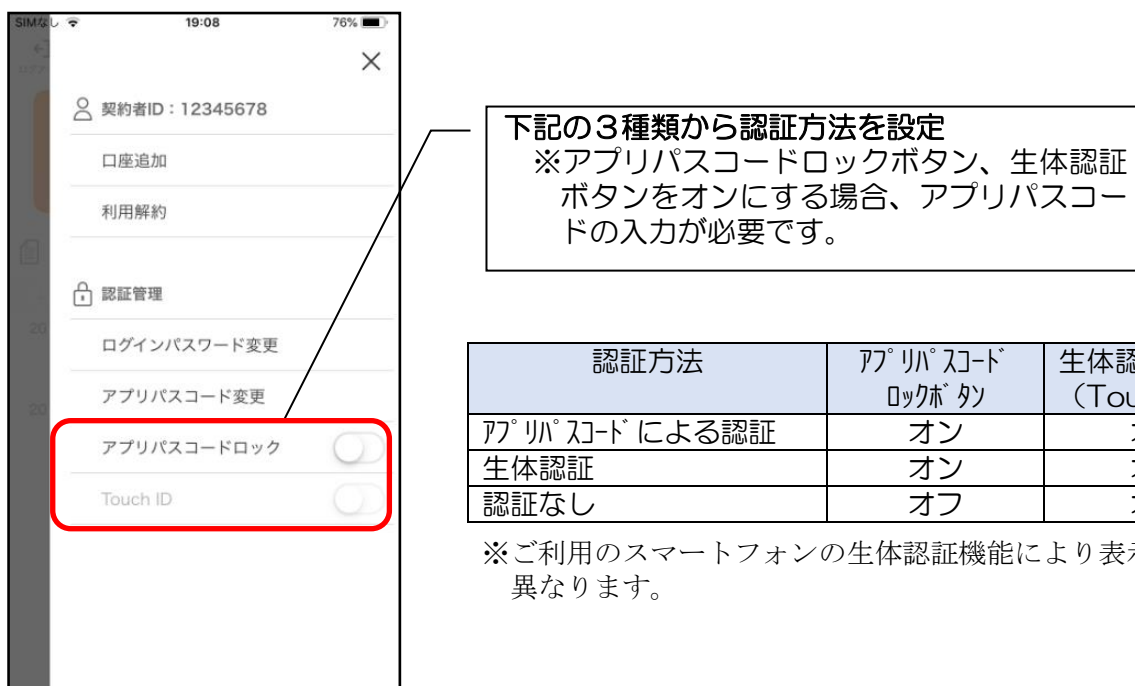 SIMなし 19:08 76%
契約者ID：12345678
口座追加
利用解約
認証管理
ログインパスワード変更
アプリパスコード変更
アプリパスコードロック
Touch ID
下記の３種類から認証方法を設定
※アプリパスコードロックボタン、生体認証
ボタンをオンにする場合、アプリパスコー
ドの入力が必要です。
認証方法 ｱﾌﾟﾘﾊﾟｽｺｰﾄﾞ 生体認
ﾛｯｸﾎﾞﾀﾝ （Tou
ｱﾌﾟﾘﾊﾟｽｺｰﾄﾞによる認証 オン
生体認証 オン
認証なし オフ
※ご利用のスマートフォンの生体認証機能により表
異なります。